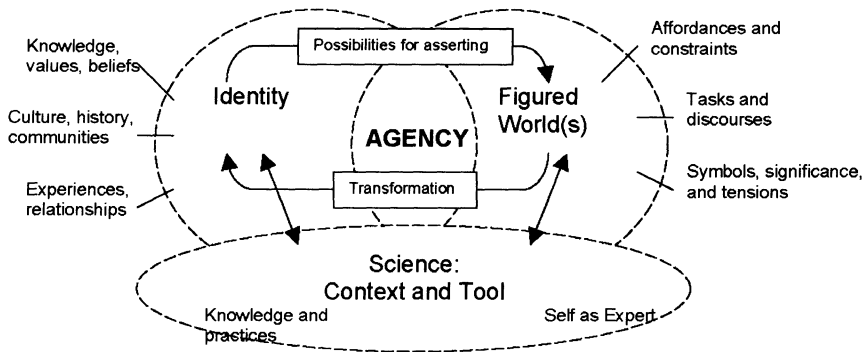 Possibilities for asserting
Knowledge,
values, beliefs
Culture, history,
communities
Experiences,
relationships
Identity
AGENCY
Figured
World(s)
Transformation
Affordances and
constraints
Tasks and
discourses
Symbols, significance,
and tensions
Science:
Context and Tool
Knowledge and
practices
Self as Expert